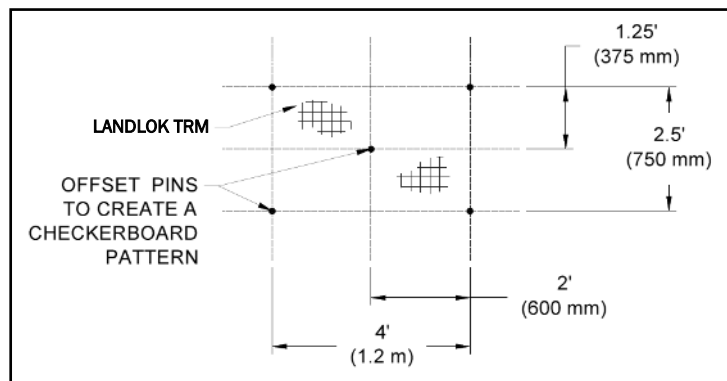 1.25'
(375 mm)
LANDLOK TRM
2.5'
(750 mm)
OFFSET PINS
TO CREATE A
CHECKERBOARD
PATTERN
2'
(600 mm)
4'
(1.2 m)